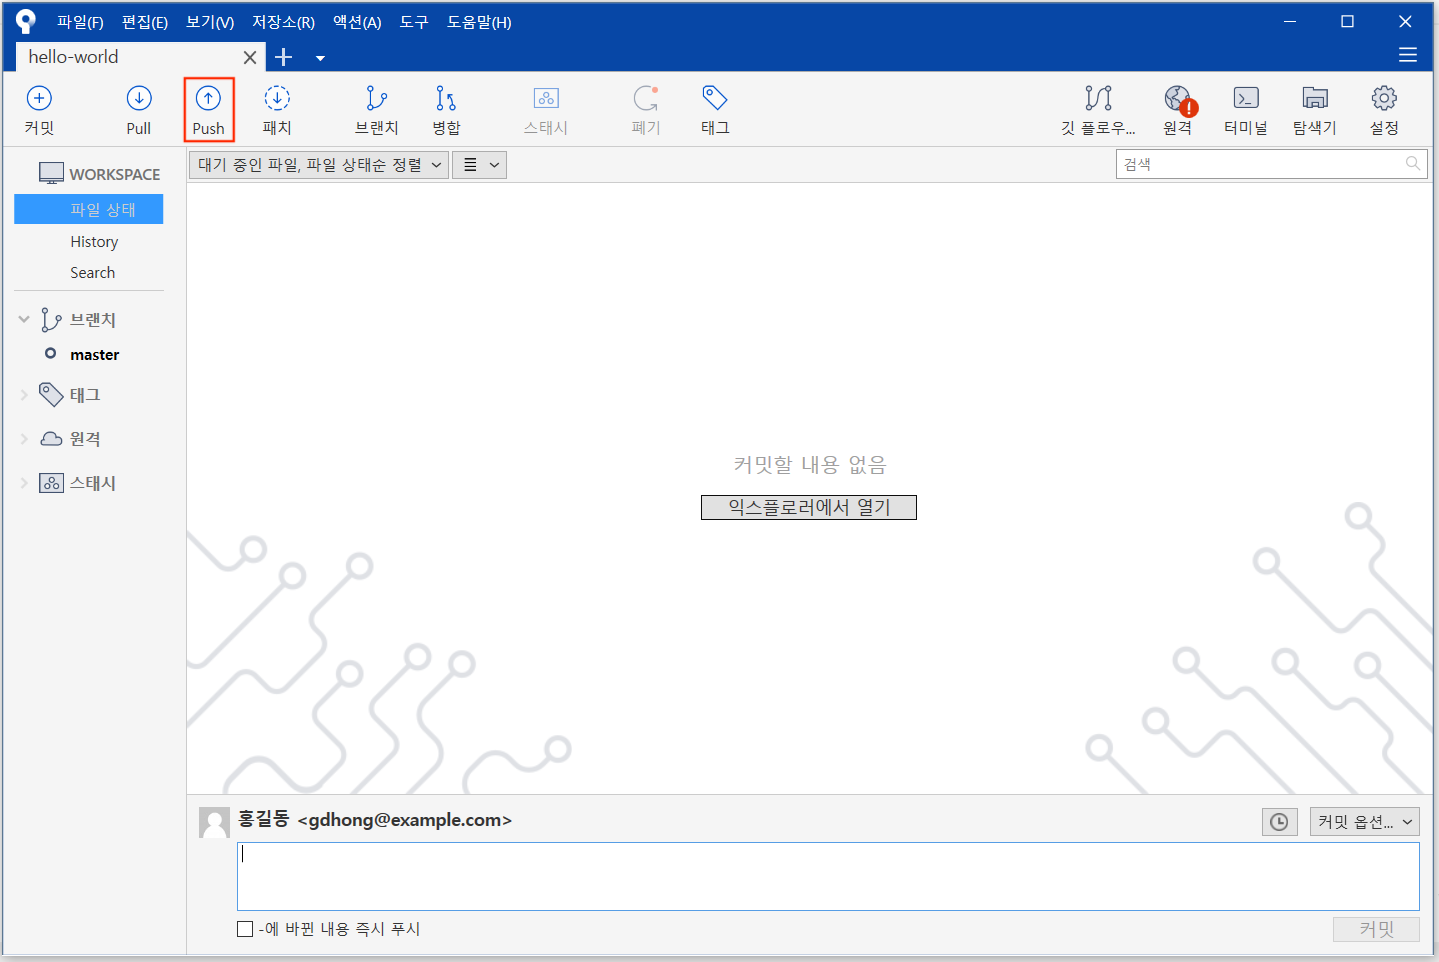 파일(F) 편집(E) 보기(V) 저장소(R) 액션(A) 도구 도움말(H)
hello-world
커밋 Pull Push 패치 브랜치 병합 스태시 폐기 태그 깃 플로우... 원격 터미널 탐색기 설정
WORKSPACE
파일 상태
History
Search
브랜치
master
태그
원격
스태시
대기 중인 파일, 파일 상태순 정렬
검색
커밋할 내용 없음
익스플로러에서 열기
홍길동 <gdhong@example.com>
커밋 옵션...
-에 바뀐 내용 즉시 푸시
커밋